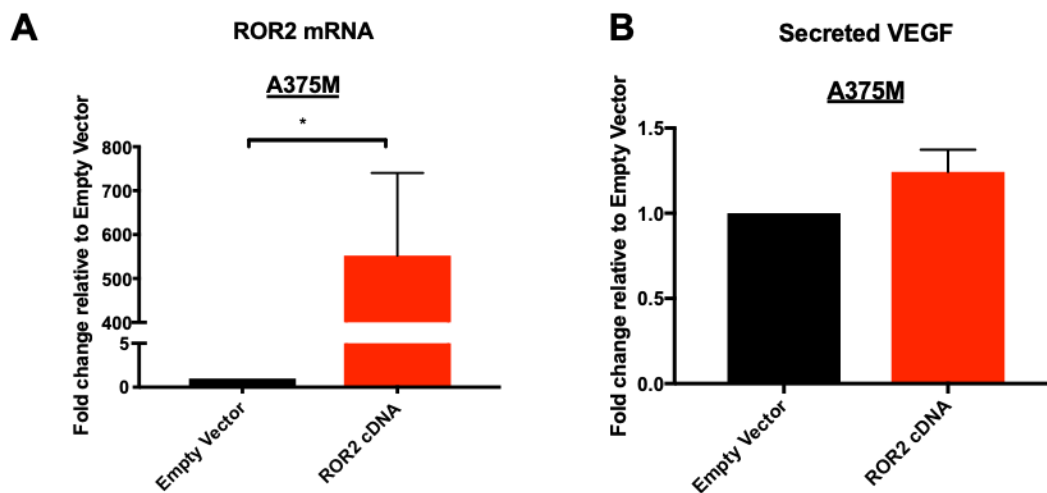 A
ROR2 mRNA
A375M
*
Fold change relative to Empty Vector
800
700
600
500
400
5
0
Empty Vector
ROR2 cDNA
B
Secreted VEGF
A375M
Fold change relative to Empty Vector
1.5
1.0
0.5
0.0
Empty Vector
ROR2 cDNA